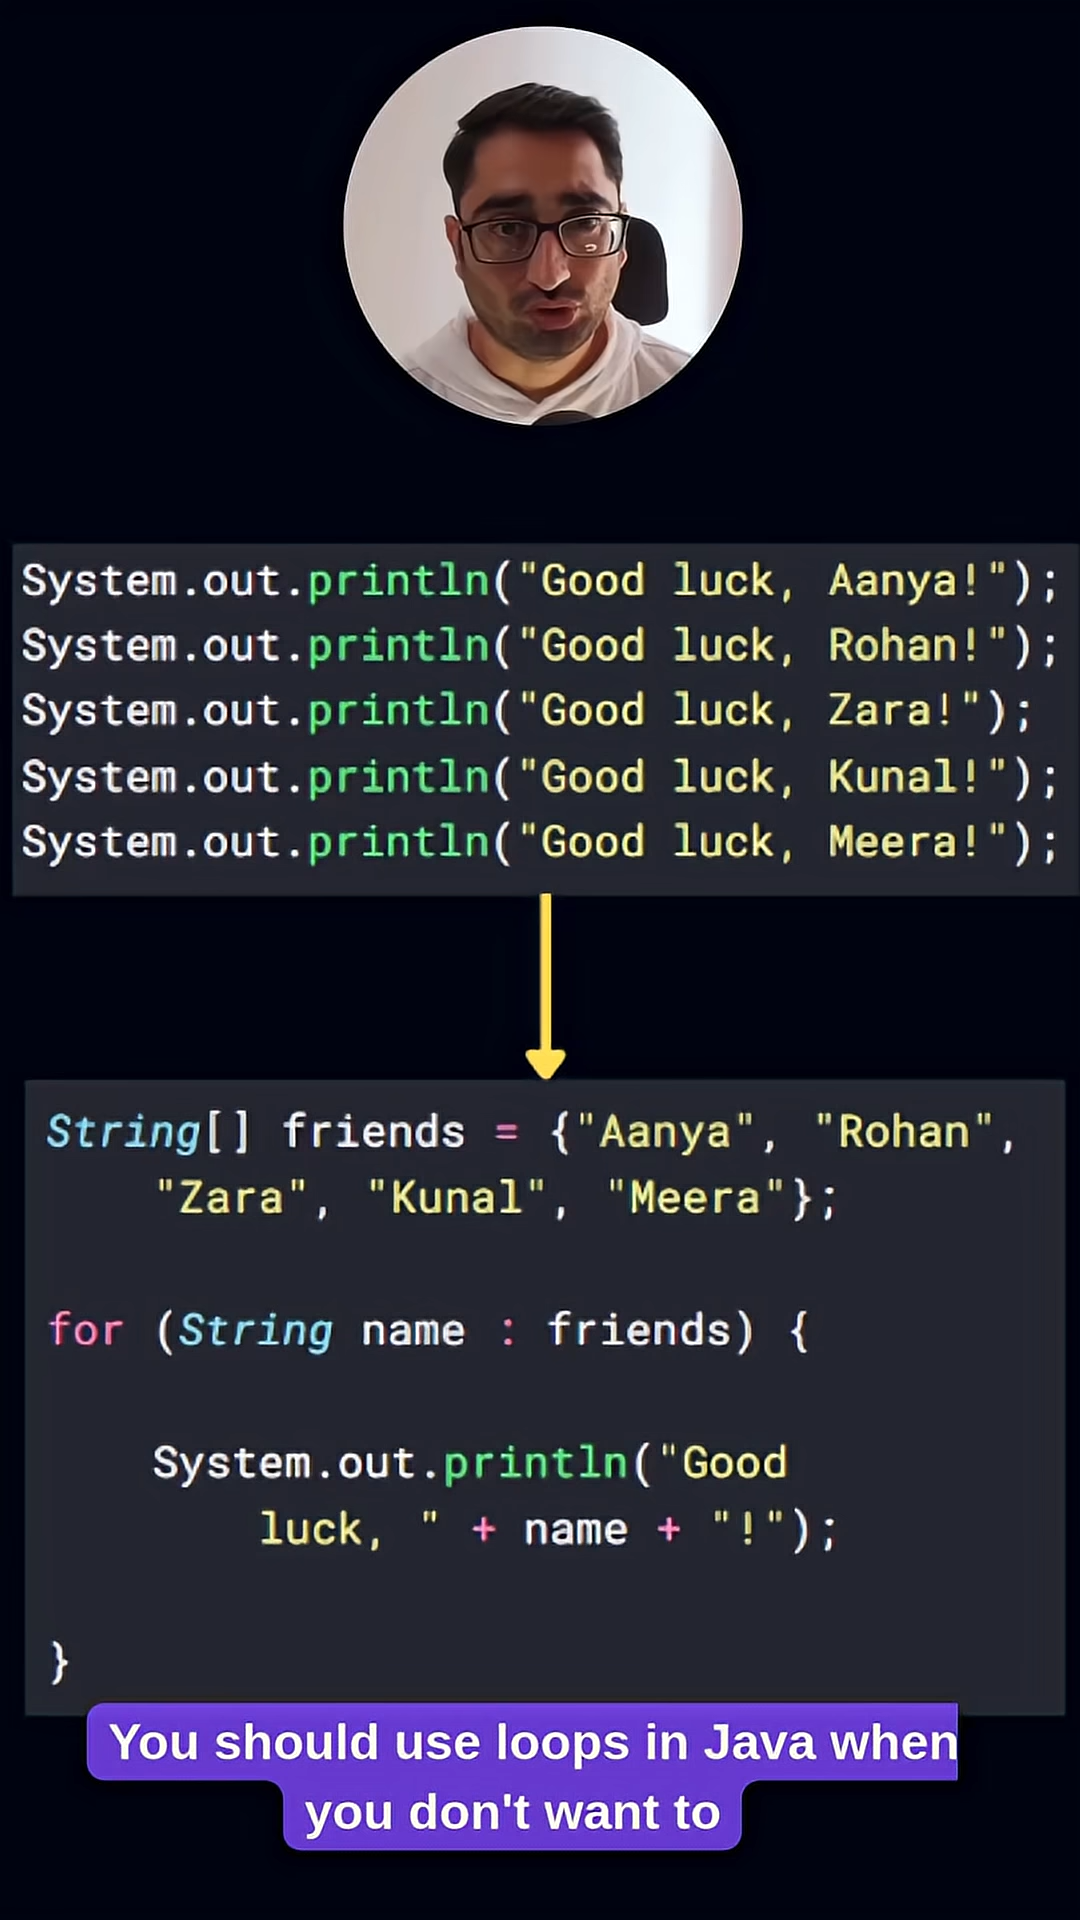 System.out.println("Good luck, Aanya!");
System.out.println("Good luck, Rohan!");
System.out.println("Good luck, Zara!");
System.out.println("Good luck, Kunal!");
System.out.println("Good luck, Meera!");
String[] friends = {"Aanya", "Rohan",
"Zara", "Kunal", "Meera"};
for (String name : friends) {
System.out.println("Good
luck, " + name + "!");
}
You should use loops in Java when
you don't want to